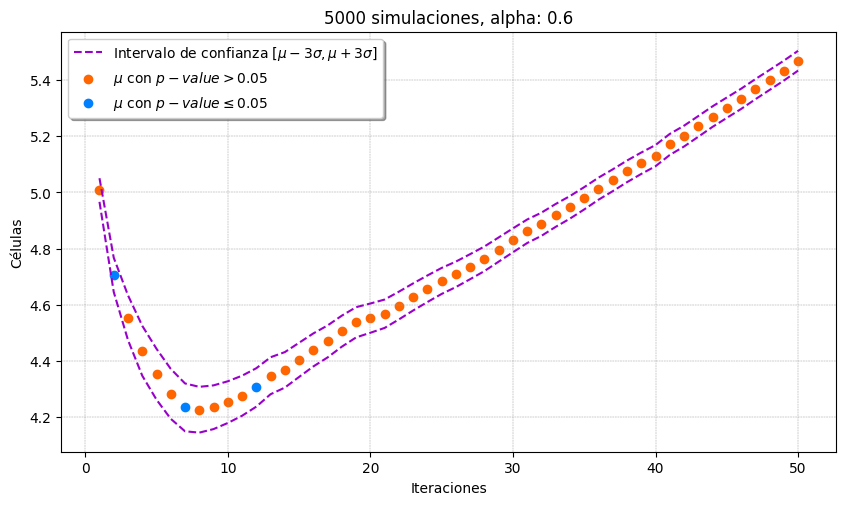 5000 simulaciones, alpha: 0.6
Intervalo de confianza [μ − 3σ, μ + 3σ]
μ con p − value > 0.05
μ con p − value ≤ 0.05
Células
5.4
5.2
5.0
4.8
4.6
4.4
4.2
0 10 20 30 40 50
Iteraciones